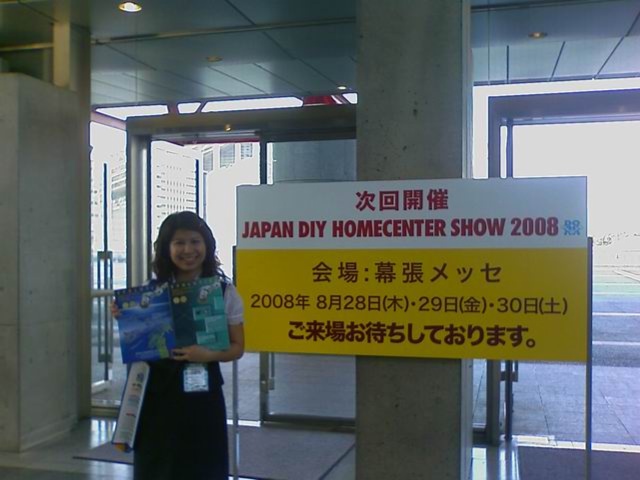 次回開催
JAPAN DIY HOMECENTER SHOW 2008
会場:幕張メッセ
2008年 8月28日(木)・29日(金)・30日(土)
ご来場お待ちしております。